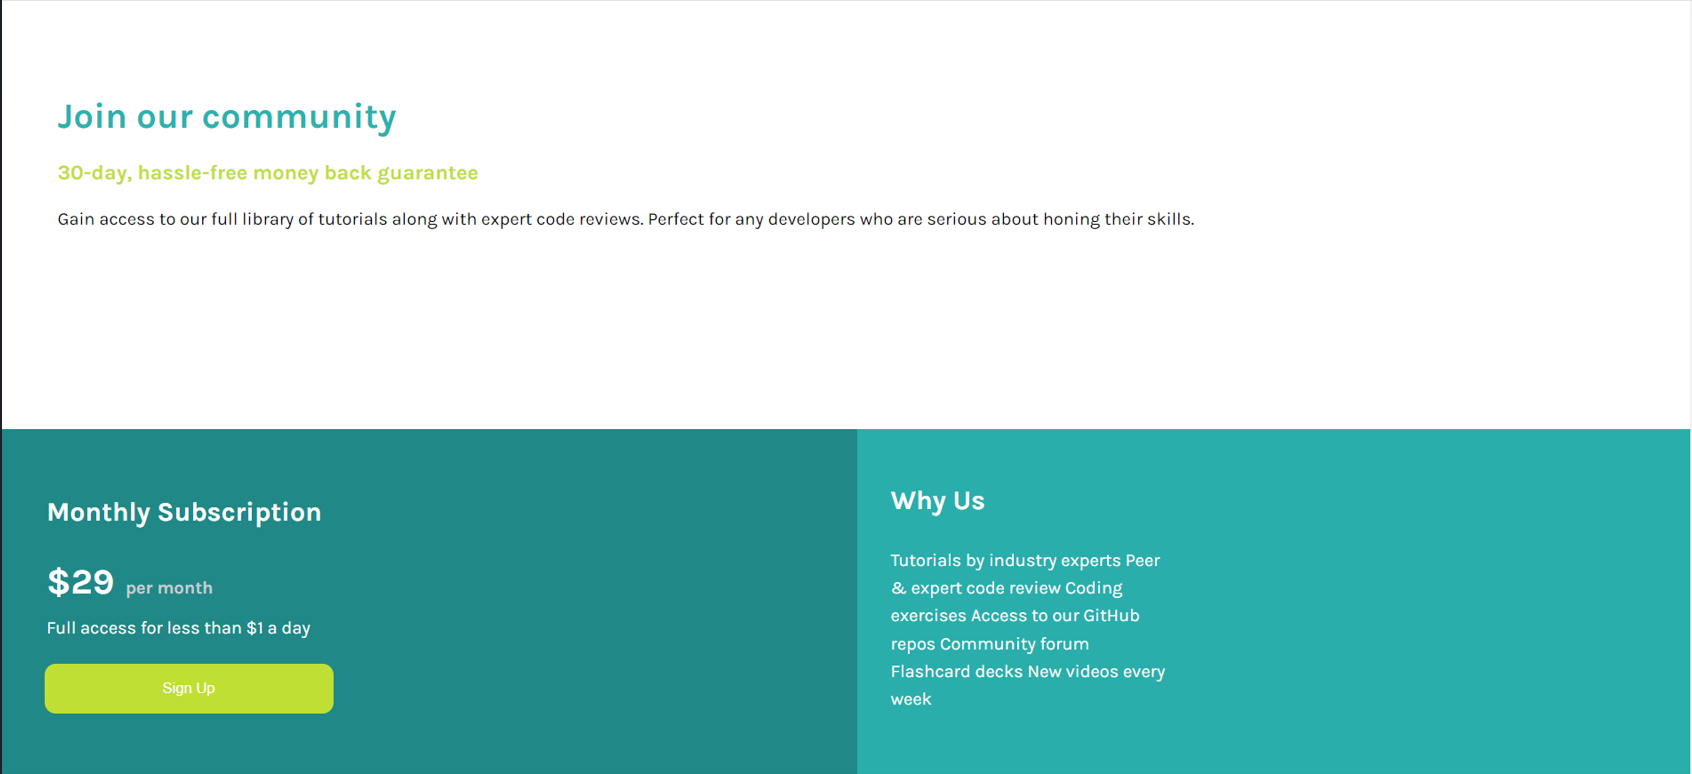 Join our community
30-day, hassle-free money back guarantee
Gain access to our full library of tutorials along with expert code reviews. Perfect for any developers who are serious about honing their skills.
Monthly Subscription
$29 per month
Full access for less than $1 a day
Sign Up
Why Us
Tutorials by industry experts Peer
& expert code review Coding
exercises Access to our GitHub
repos Community forum
Flashcard decks New videos every
week